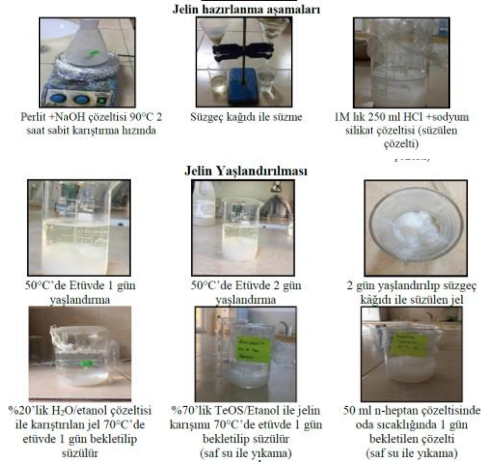 Jelin hazırlanma aşamaları
Perlit +NaOH çözeltisi 90°C 2
saat sabit karıştırma hızında
Süzgeç kağıdı ile süzme
1M lık 250 ml HCl +sodyum
silikat çözeltisi (süzülen
çözelti)
Jelin Yaşlandırılması
50°C'de Etüvde 1 gün
yaşlandırma
50°C'de Etüvde 2 gün
yaşlandırma
2 gün yaşlandırılıp süzgeç
kâğıdı ile süzülen jel
%20'lik H₂O/etanol çözeltisi
ile karıştırılan jel 70°C'de
etüvde 1 gün bekletilip
süzülür
%70'lik TeOS/Etanol ile jelin
karışımı 70°C'de etüvde 1 gün
bekletilip süzülür
(saf su ile yıkama)
50 ml n-heptan çözeltisinde
oda sıcaklığında 1 gün
bekletilen çözelti
(saf su ile yıkama)